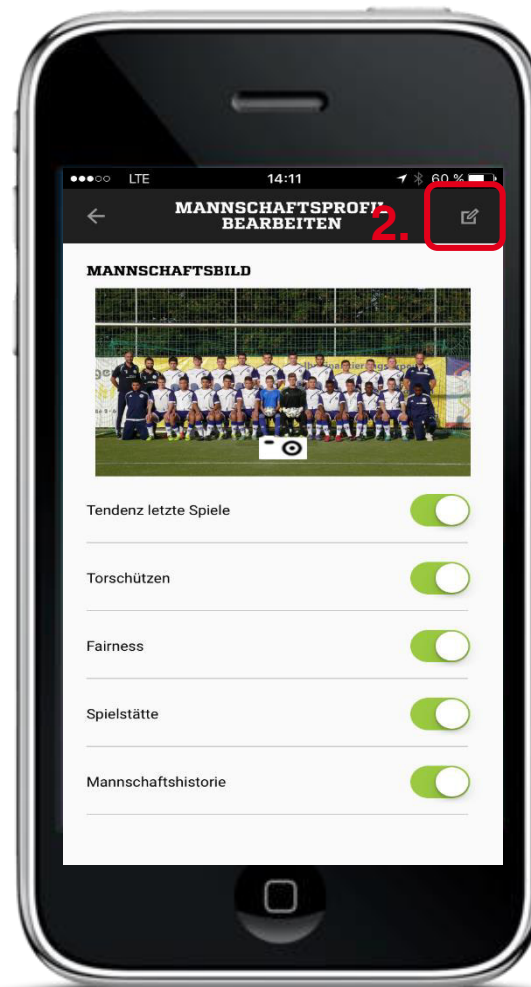 LTE 14:11 60 %
MANNSCHAFTSPROFIL
BEARBEITEN
2.
MANNSCHAFTSBILD
Tendenz letzte Spiele
Torschützen
Fairness
Spielstätte
Mannschaftshistorie